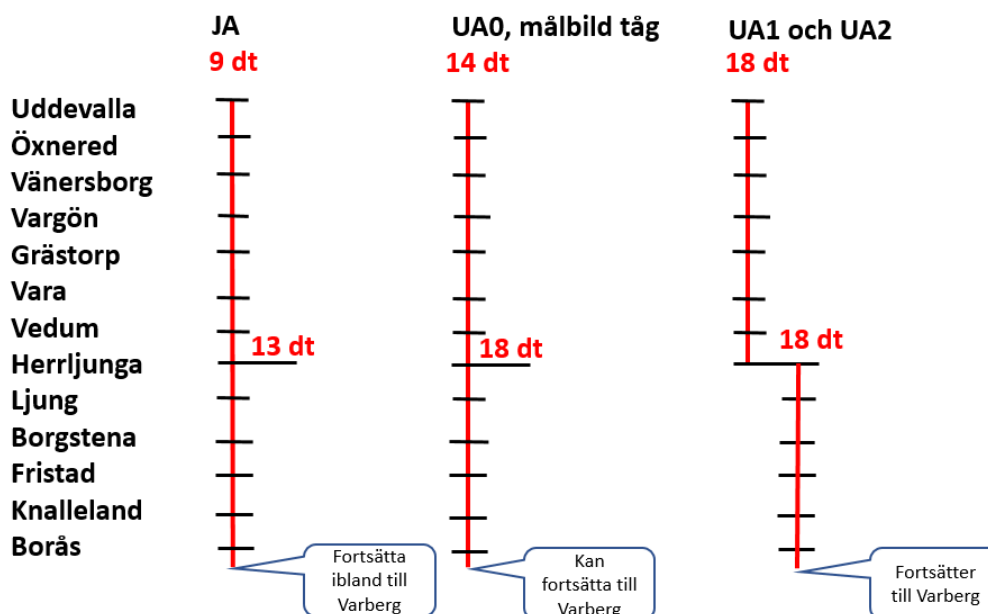 JA
UA0, målbild tåg
UA1 och UA2
9 dt
14 dt
18 dt
Uddevalla
Öxnered
Vänersborg
Vargön
Grästorp
Vara
Vedum
13 dt
18 dt
18 dt
Herrljunga
Ljung
Borgstena
Fristad
Knalleland
Borås
Fortsätta
ibland till
Varberg
Kan
fortsätta till
Varberg
Fortsätter
till Varberg